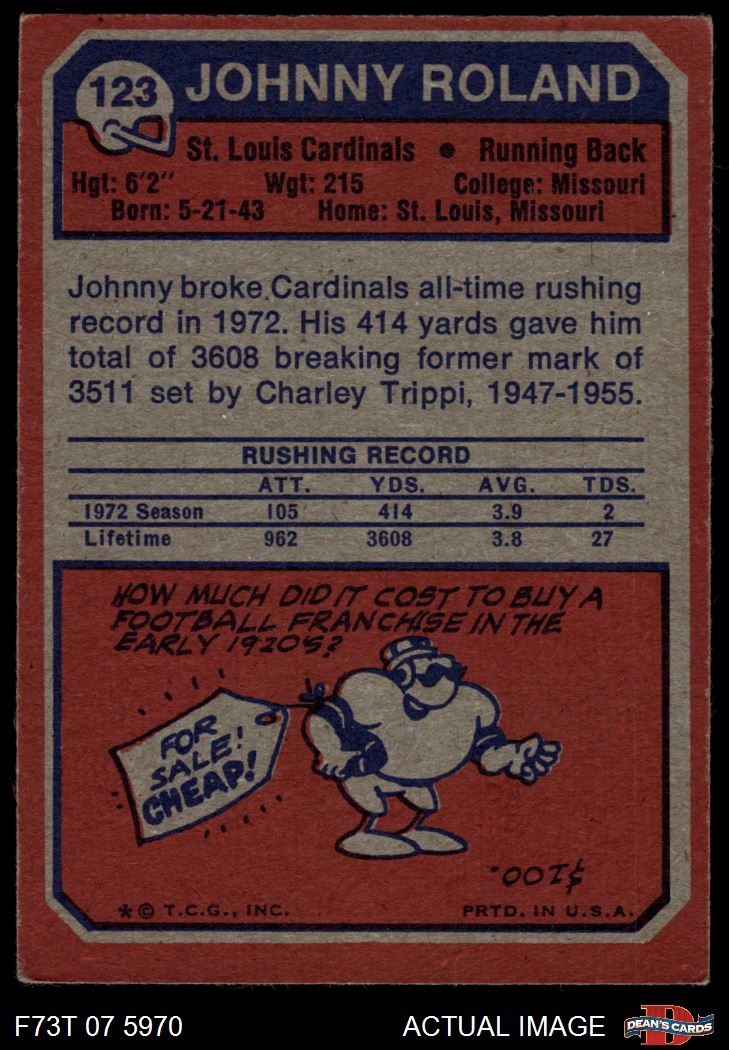 123 JOHNNY ROLAND
St. Louis Cardinals • Running Back
Hgt: 6'2" Wgt: 215 College: Missouri
Born: 5-21-43 Home: St. Louis, Missouri
Johnny broke Cardinals all-time rushing
record in 1972. His 414 yards gave him
total of 3608 breaking former mark of
3511 set by Charley Trippi, 1947-1955.
RUSHING RECORD
ATT. YDS. AVG. TDS.
1972 Season 105 414 3.9 2
Lifetime 962 3608 3.8 27
HOW MUCH DID IT COST TO BUY A
FOOTBALL FRANCHISE IN THE
EARLY 1920'S?
FOR
SALE!
CHEAP!
$100.
*© T.C.G., INC. PRTD. IN U.S.A.
F73T 07 5970 ACTUAL IMAGE D DEAN'S CARDS